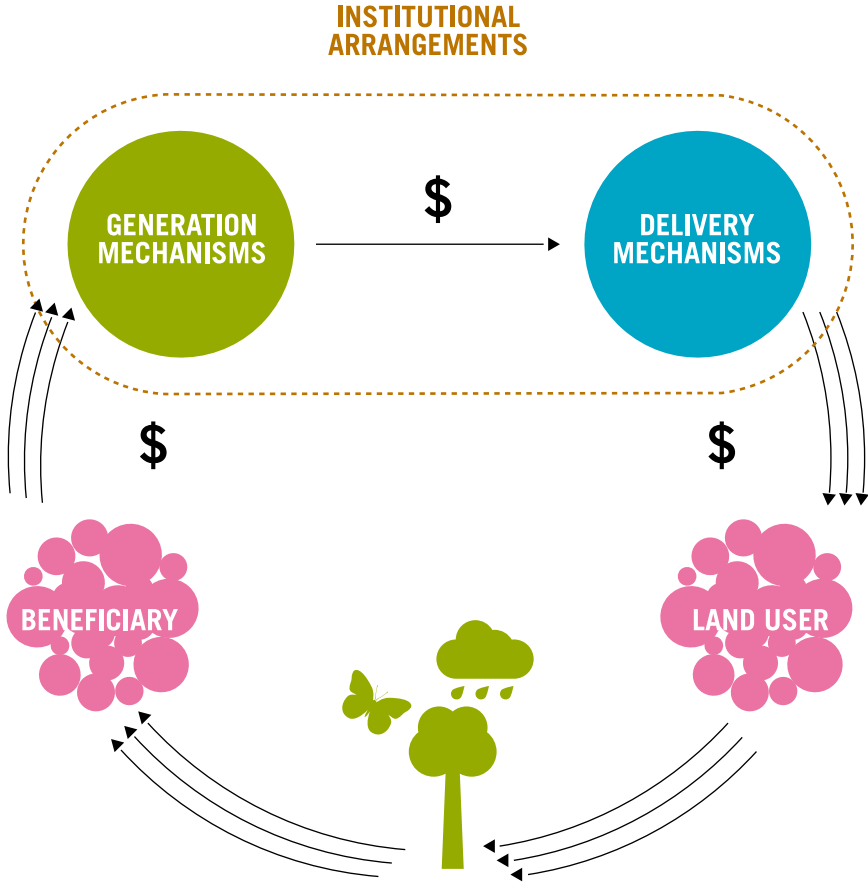 INSTITUTIONAL
ARRANGEMENTS
$
GENERATION
MECHANISMS
DELIVERY
MECHANISMS
$
$
BENEFICIARY
LAND USER